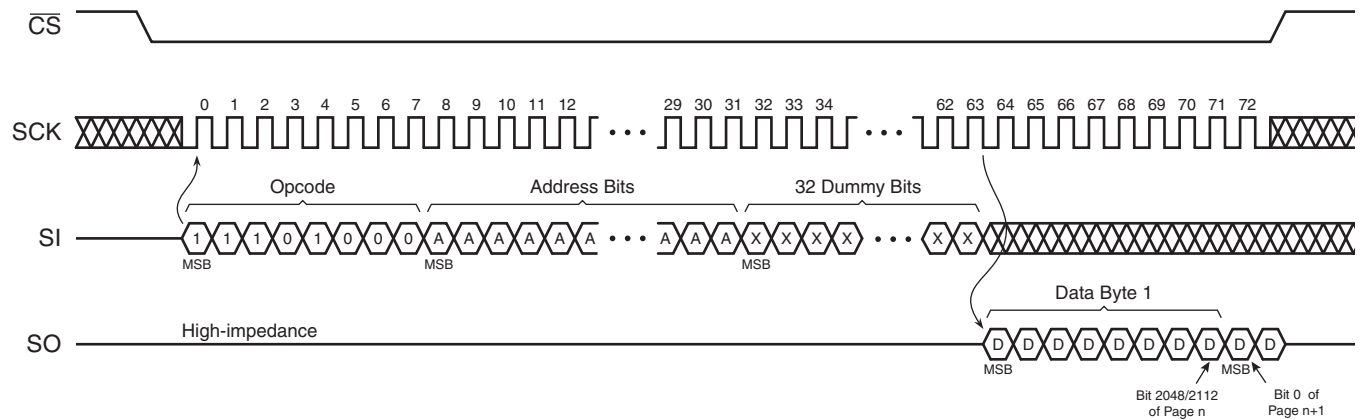 CS
0 1 2 3 4 5 6 7 8 9 10 11 12 29 30 31 32 33 34 62 63 64 65 66 67 68 69 70 71 72
SCK
Opcode Address Bits 32 Dummy Bits
SI 1 1 1 0 1 0 0 0 A A A A A A A A A X X X X X X
MSB MSB MSB
Data Byte 1
High-impedance
SO D D D D D D D D D D
MSB MSB
Bit 2048/2112 Bit 0 of
of Page n Page n+1